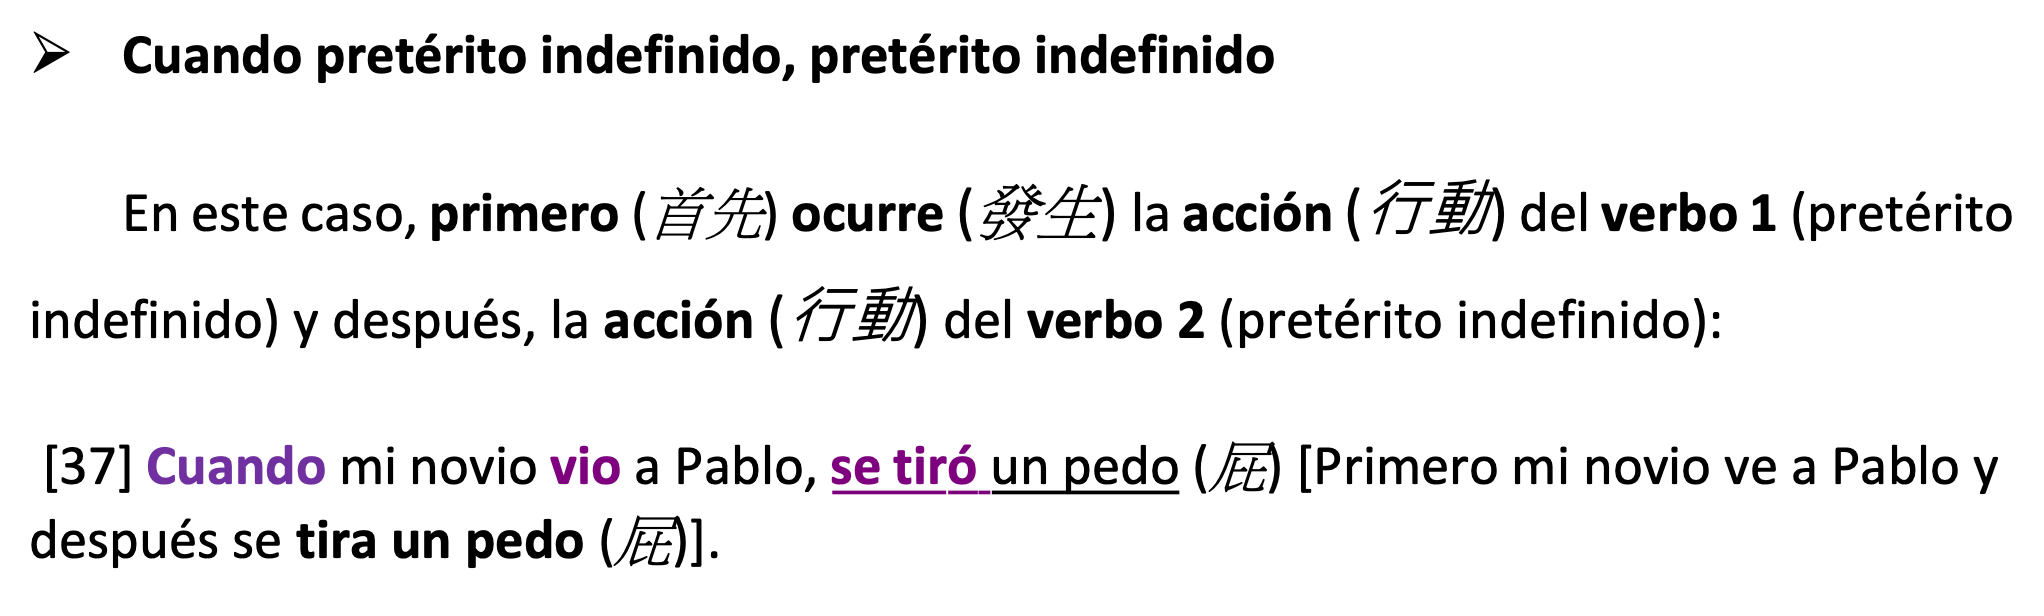 ➢ Cuando pretérito indefinido, pretérito indefinido
En este caso, primero (首先) ocurre (發生) la acción (行動) del verbo 1 (pretérito
indefinido) y después, la acción (行動) del verbo 2 (pretérito indefinido):
[37] Cuando mi novio vio a Pablo, se tiró un pedo (屁) [Primero mi novio ve a Pablo y
después se tira un pedo (屁)].